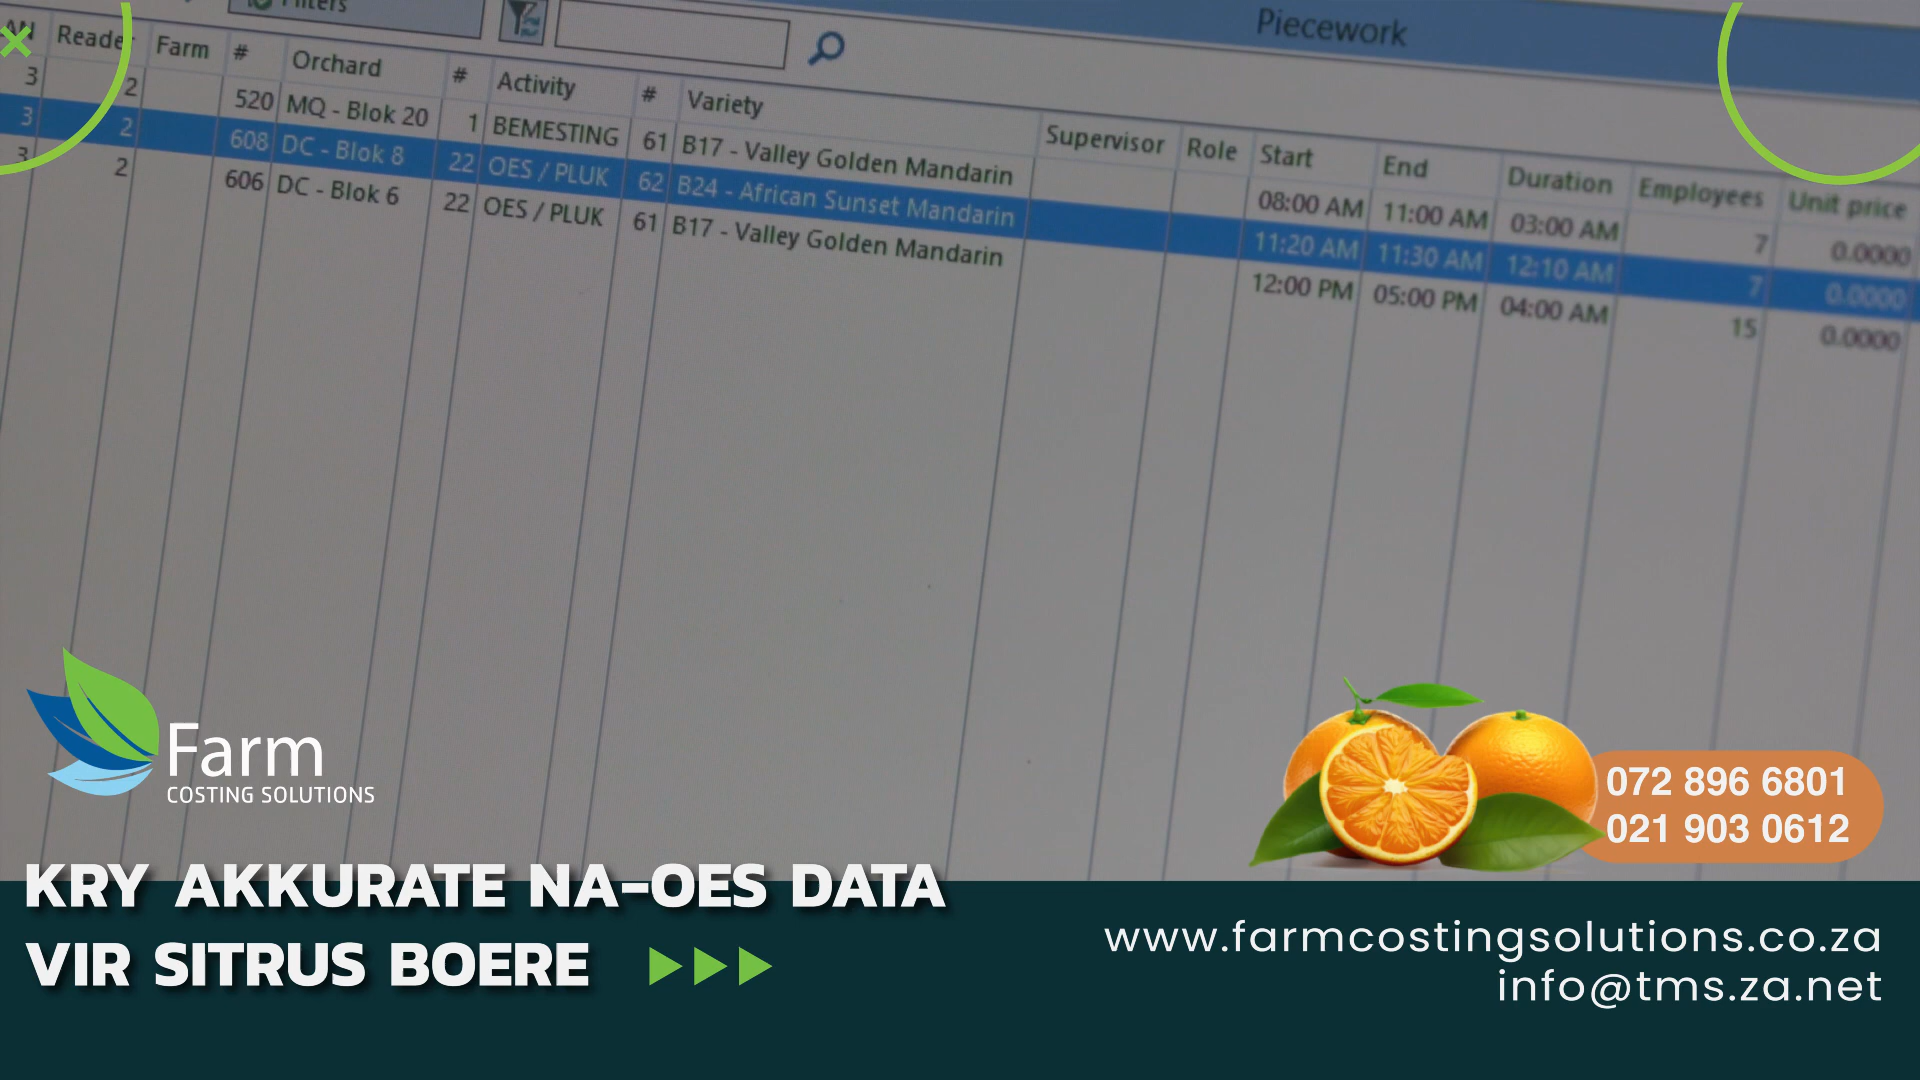 Filters
Piecework
AN Reader Farm # Orchard # Activity # Variety Supervisor Role Start End Duration Employees Unit price
3 2 520 MQ - Blok 20 1 BEMESTING 61 B17 - Valley Golden Mandarin 08:00 AM 11:00 AM 03:00 AM 7 0.0000
3 2 608 DC - Blok 8 22 OES / PLUK 62 B24 - African Sunset Mandarin 11:20 AM 11:30 AM 12:10 AM 7 0.0000
3 2 606 DC - Blok 6 22 OES / PLUK 61 B17 - Valley Golden Mandarin 12:00 PM 05:00 PM 04:00 AM 15 0.0000
Farm
COSTING SOLUTIONS
072 896 6801
021 903 0612
KRY AKKURATE NA-OES DATA
VIR SITRUS BOERE
www.farmcostingsolutions.co.za
info@tms.za.net